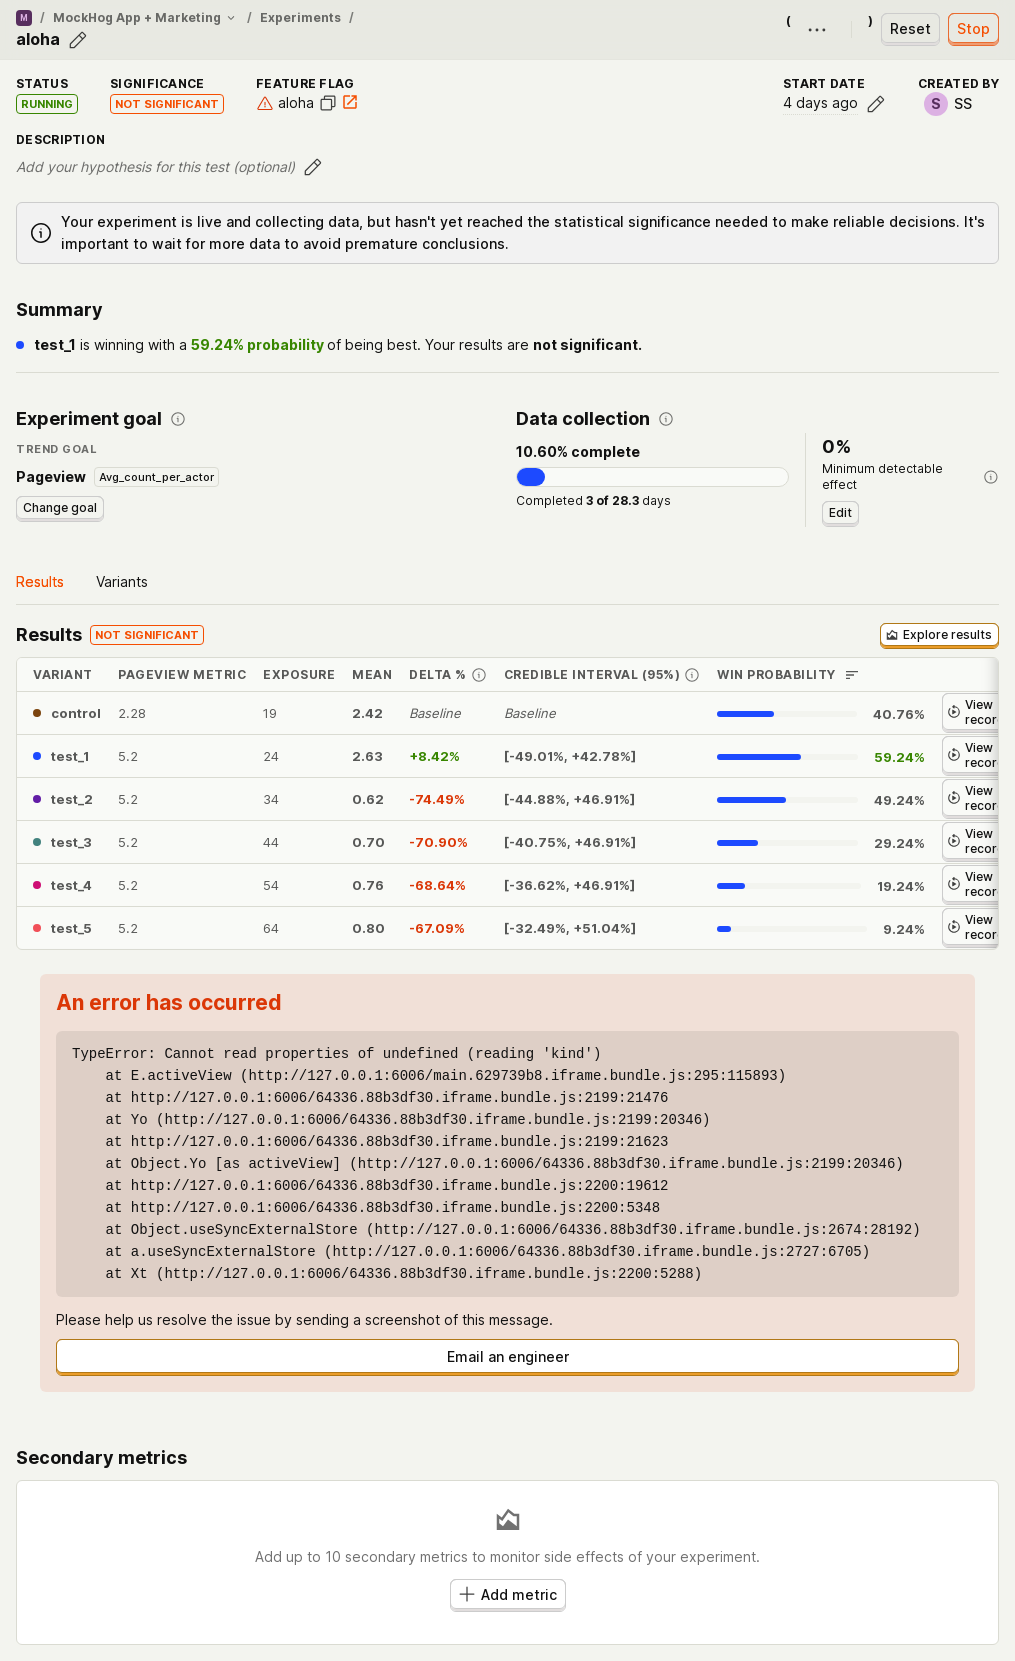 M / MockHog App + Marketing / Experiments /
aloha
( ... ) Reset Stop
STATUS SIGNIFICANCE FEATURE FLAG START DATE CREATED BY
RUNNING NOT SIGNIFICANT aloha 4 days ago S SS
DESCRIPTION
Add your hypothesis for this test (optional)
Your experiment is live and collecting data, but hasn't yet reached the statistical significance needed to make reliable decisions. It's
important to wait for more data to avoid premature conclusions.
Summary
test_1 is winning with a 59.24% probability of being best. Your results are not significant.
Experiment goal
TREND GOAL
Pageview Avg_count_per_actor
Change goal
Data collection
10.60% complete
Completed 3 of 28.3 days
0%
Minimum detectable
effect
Edit
Results Variants
Results NOT SIGNIFICANT Explore results
VARIANT PAGEVIEW METRIC EXPOSURE MEAN DELTA % CREDIBLE INTERVAL (95%) WIN PROBABILITY
control 2.28 19 2.42 Baseline Baseline 40.76% View
recor
test_1 5.2 24 2.63 +8.42% [-49.01%, +42.78%] 59.24% View
recor
test_2 5.2 34 0.62 -74.49% [-44.88%, +46.91%] 49.24% View
recor
test_3 5.2 44 0.70 -70.90% [-40.75%, +46.91%] 29.24% View
recor
test_4 5.2 54 0.76 -68.64% [-36.62%, +46.91%] 19.24% View
recor
test_5 5.2 64 0.80 -67.09% [-32.49%, +51.04%] 9.24% View
recor
An error has occurred
TypeError: Cannot read properties of undefined (reading 'kind')
at E.activeView (http://127.0.0.1:6006/main.629739b8.iframe.bundle.js:295:115893)
at http://127.0.0.1:6006/64336.88b3df30.iframe.bundle.js:2199:21476
at Yo (http://127.0.0.1:6006/64336.88b3df30.iframe.bundle.js:2199:20346)
at http://127.0.0.1:6006/64336.88b3df30.iframe.bundle.js:2199:21623
at Object.Yo [as activeView] (http://127.0.0.1:6006/64336.88b3df30.iframe.bundle.js:2199:20346)
at http://127.0.0.1:6006/64336.88b3df30.iframe.bundle.js:2200:19612
at http://127.0.0.1:6006/64336.88b3df30.iframe.bundle.js:2200:5348
at Object.useSyncExternalStore (http://127.0.0.1:6006/64336.88b3df30.iframe.bundle.js:2674:28192)
at a.useSyncExternalStore (http://127.0.0.1:6006/64336.88b3df30.iframe.bundle.js:2727:6705)
at Xt (http://127.0.0.1:6006/64336.88b3df30.iframe.bundle.js:2200:5288)
Please help us resolve the issue by sending a screenshot of this message.
Email an engineer
Secondary metrics
Add up to 10 secondary metrics to monitor side effects of your experiment.
Add metric